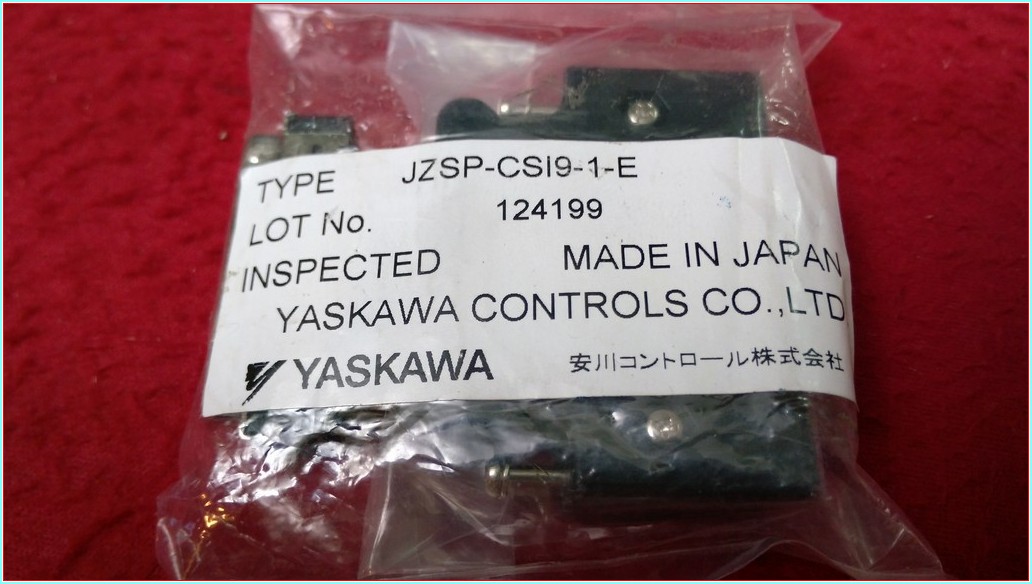 TYPE JZSP-CSI9-1-E
LOT No. 124199
INSPECTED MADE IN JAPAN
YASKAWA CONTROLS CO.,LTD
YASKAWA 安川コントロール株式会社